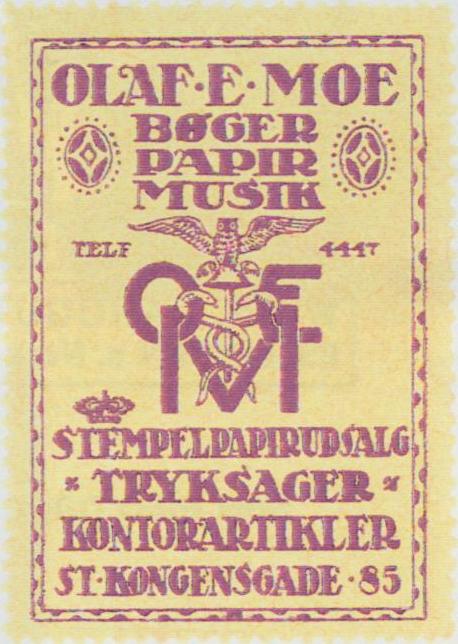 OLAF·E·MOE
BØGER
PAPIR
MUSIK
TELF 4447
OEM
STEMPELPAPIRUDSALG
TRYKSAGER
KONTORARTIKLER
ST·KONGENSGADE·85